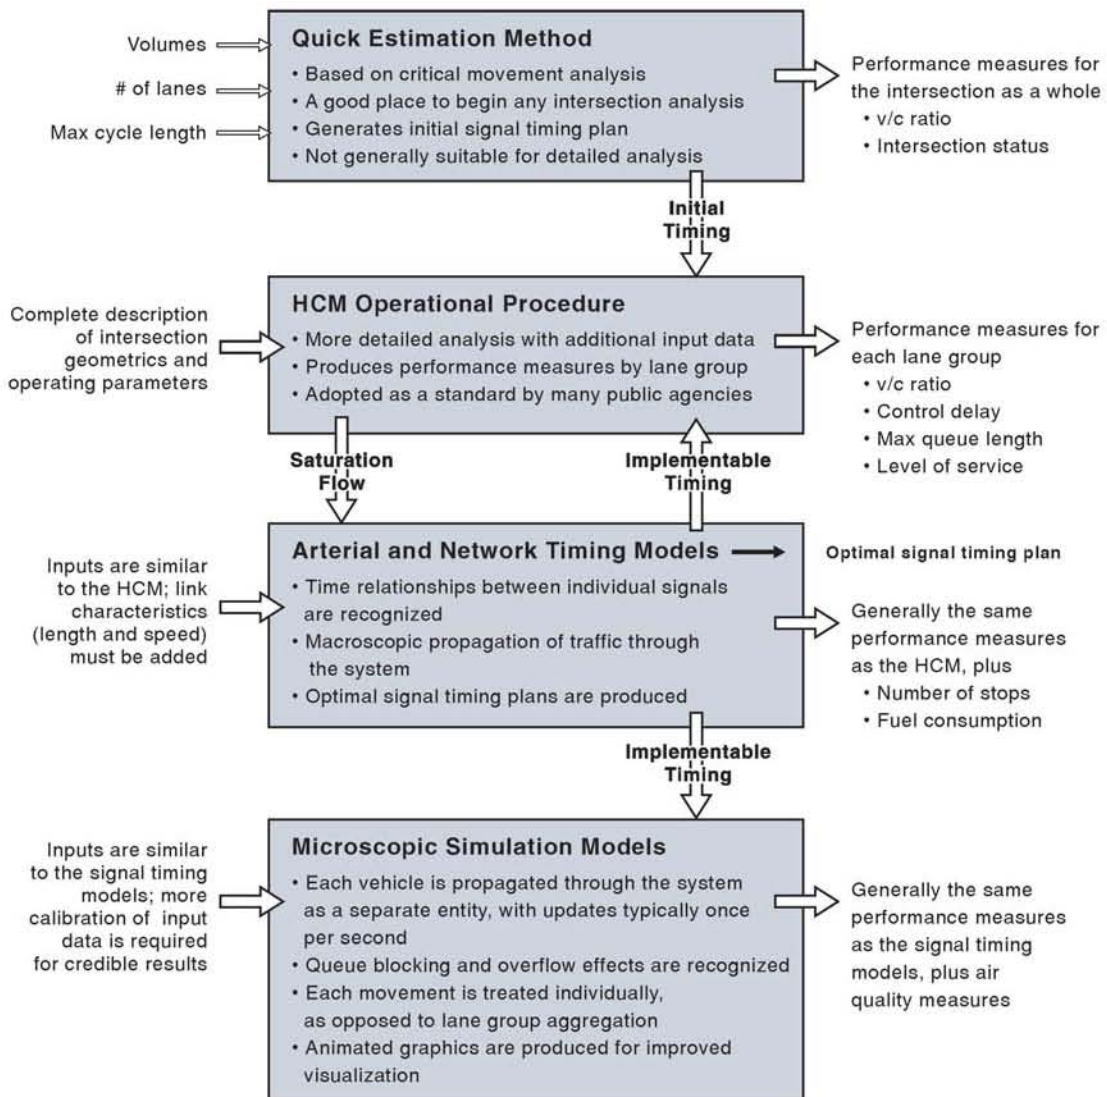 Volumes
# of lanes
Max cycle length
Quick Estimation Method
• Based on critical movement analysis
• A good place to begin any intersection analysis
• Generates initial signal timing plan
• Not generally suitable for detailed analysis
Performance measures for
the intersection as a whole
• v/c ratio
• Intersection status
Initial
Timing
Complete description
of intersection
geometrics and
operating parameters
HCM Operational Procedure
• More detailed analysis with additional input data
• Produces performance measures by lane group
• Adopted as a standard by many public agencies
Performance measures for
each lane group
• v/c ratio
• Control delay
• Max queue length
• Level of service
Saturation
Flow
Implementable
Timing
Inputs are similar
to the HCM; link
characteristics
(length and speed)
must be added
Arterial and Network Timing Models
• Time relationships between individual signals
are recognized
• Macroscopic propagation of traffic through
the system
• Optimal signal timing plans are produced
Optimal signal timing plan
Generally the same
performance measures
as the HCM, plus
• Number of stops
• Fuel consumption
Implementable
Timing
Inputs are similar
to the signal timing
models; more
calibration of input
data is required
for credible results
Microscopic Simulation Models
• Each vehicle is propagated through the system
as a separate entity, with updates typically once
per second
• Queue blocking and overflow effects are recognized
• Each movement is treated individually,
as opposed to lane group aggregation
• Animated graphics are produced for improved
visualization
Generally the same
performance measures
as the signal timing
models, plus air
quality measures